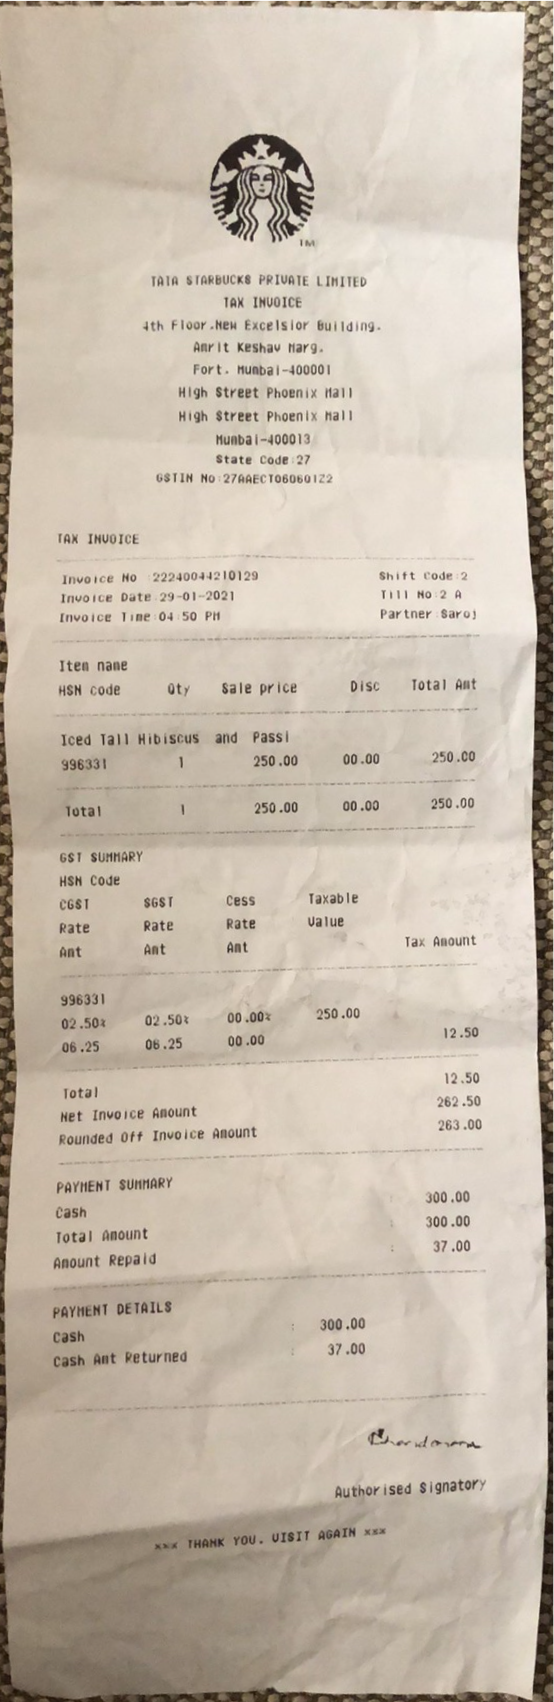 TM
TATA STARBUCKS PRIVATE LIMITED
TAX INVOICE
4th Floor.New Excelsior Building.
Amrit Keshav Marg.
Fort. Mumbai-400001
High Street Phoenix Mall
High Street Phoenix Mall
Mumbai-400013
State Code:27
GSTIN No:27AAECT0606012Z
TAX INVOICE
Invoice No :22240044210129 Shift Code:2
Invoice Date:29-01-2021 Till No:2 A
Invoice Time:04:50 PM Partner:Saroj
Item name
HSN code Qty Sale price Disc Total Amt
Iced Tall Hibiscus and Passi
996331 1 250.00 00.00 250.00
Total 1 250.00 00.00 250.00
GST SUMMARY
HSN Code
CGST SGST Cess Taxable
Rate Rate Rate Value
Amt Amt Amt Tax Amount
996331
02.50% 02.50% 00.00% 250.00
06.25 06.25 00.00 12.50
Total 12.50
Net Invoice Amount 262.50
Rounded Off Invoice Amount 263.00
PAYMENT SUMMARY
Cash : 300.00
Total Amount : 300.00
Amount Repaid : 37.00
PAYMENT DETAILS
Cash : 300.00
Cash Amt Returned : 37.00
Authorised Signatory
*** THANK YOU. VISIT AGAIN ***